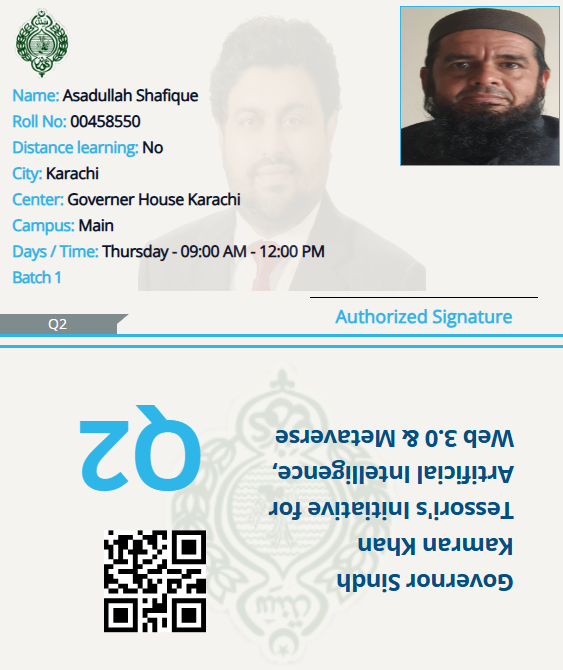 Name: Asadullah Shafique
Roll No: 00458550
Distance learning: No
City: Karachi
Center: Governer House Karachi
Campus: Main
Days / Time: Thursday - 09:00 AM - 12:00 PM
Batch 1
Authorized Signature
Q2
Governor Sindh
Kamran Khan
Tessori's Initiative for
Artificial Intelligence,
Web 3.0 & Metaverse
Q2